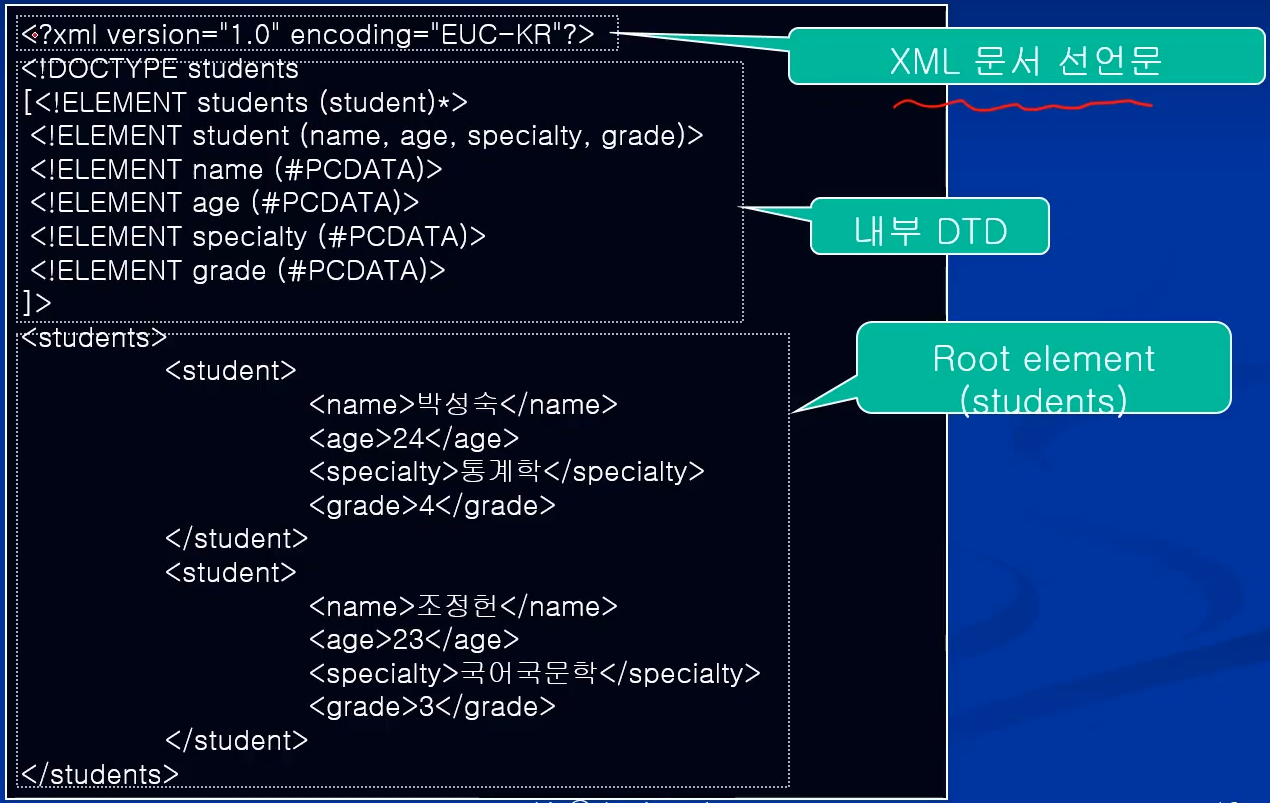 <?xml version="1.0" encoding="EUC-KR"?>
XML 문서 선언문
<!DOCTYPE students
[<!ELEMENT students (student)*>
<!ELEMENT student (name, age, specialty, grade)>
<!ELEMENT name (#PCDATA)>
<!ELEMENT age (#PCDATA)>
<!ELEMENT specialty (#PCDATA)>
<!ELEMENT grade (#PCDATA)>
]>
내부 DTD
<students>
<student>
<name>박성숙</name>
<age>24</age>
<specialty>통계학</specialty>
<grade>4</grade>
</student>
<student>
<name>조정헌</name>
<age>23</age>
<specialty>국어국문학</specialty>
<grade>3</grade>
</student>
</students>
Root element
(students)